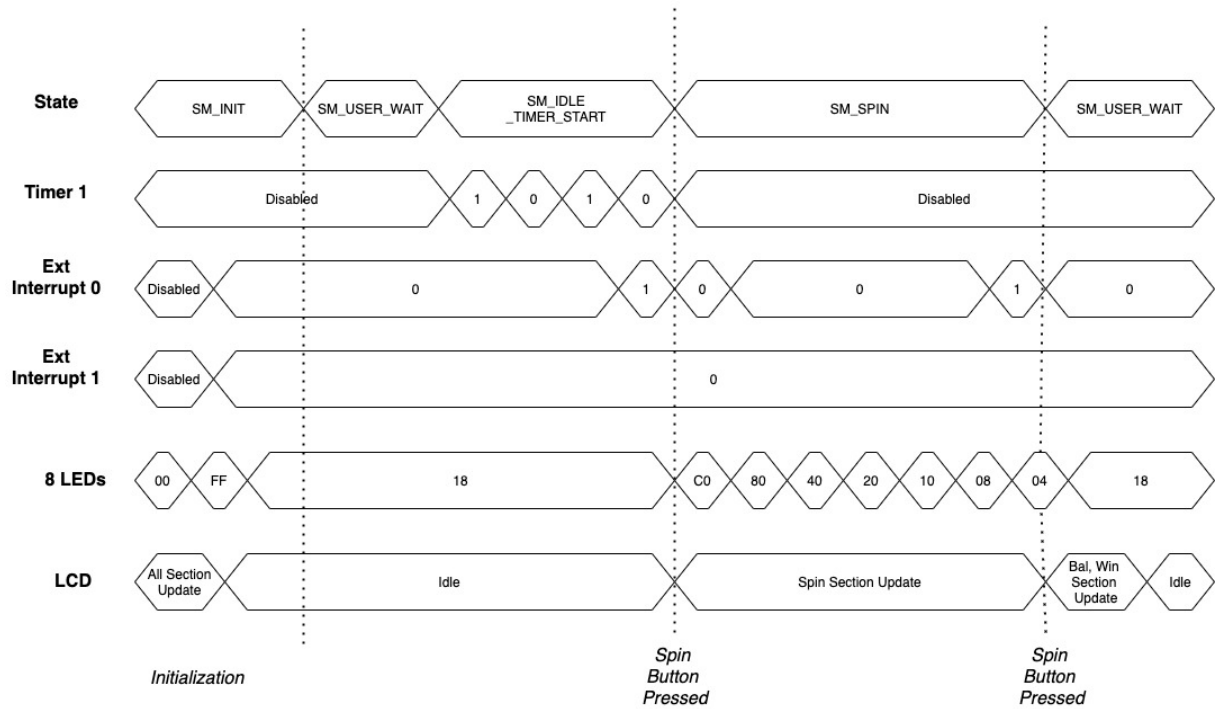 State
SM_INIT
SM_USER_WAIT
SM_IDLE
_TIMER_START
SM_SPIN
SM_USER_WAIT
Timer 1
Disabled
1
0
1
0
Disabled
Ext
Interrupt 0
Disabled
0
1
0
0
1
0
Ext
Interrupt 1
Disabled
0
8 LEDs
00
FF
18
C0
80
40
20
10
08
04
18
LCD
All Section
Update
Idle
Spin Section Update
Bal, Win
Section
Update
Idle
Initialization
Spin
Button
Pressed
Spin
Button
Pressed